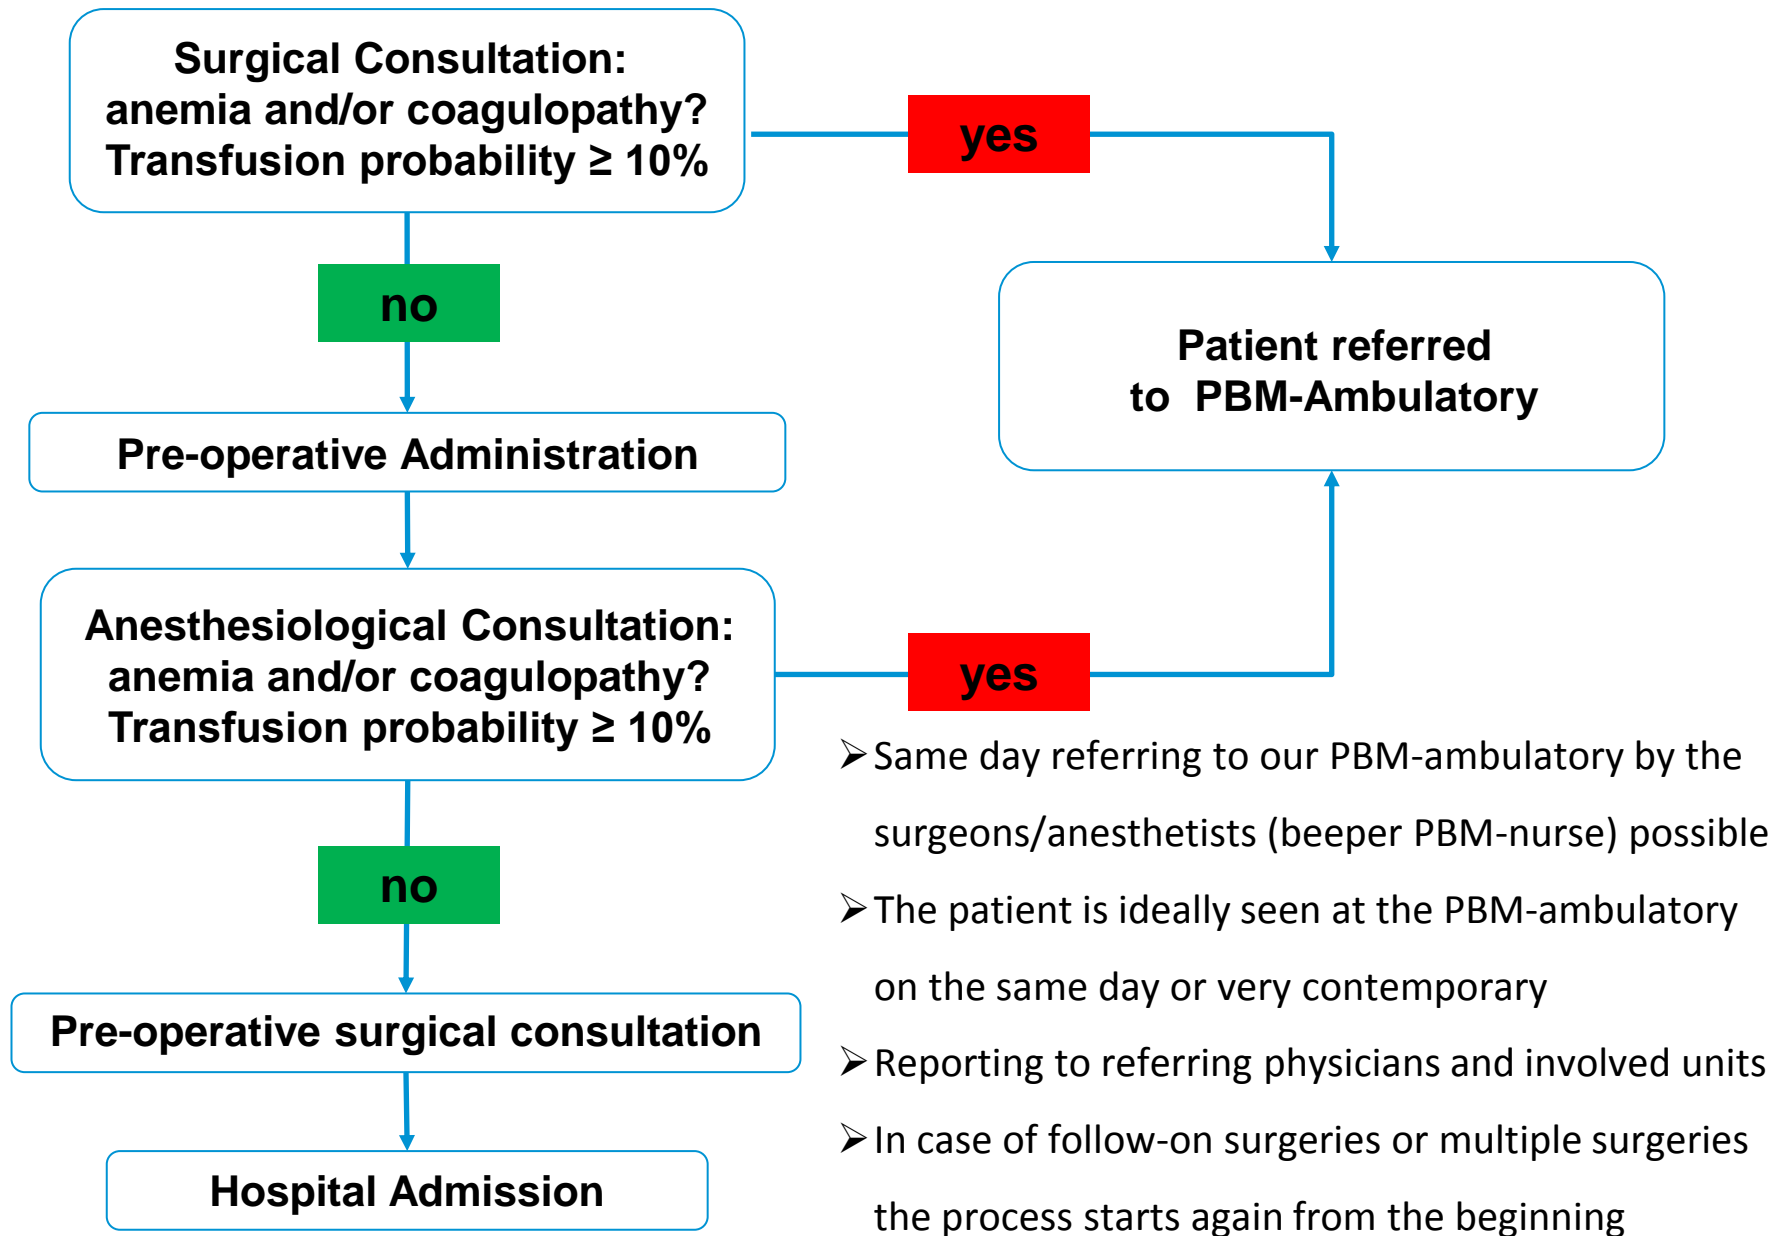 Surgical Consultation:
anemia and/or coagulopathy?
Transfusion probability ≥ 10%
yes
no
Patient referred
to PBM-Ambulatory
Pre-operative Administration
Anesthesiological Consultation:
anemia and/or coagulopathy?
Transfusion probability ≥ 10%
yes
no
Pre-operative surgical consultation
Hospital Admission
➢ Same day referring to our PBM-ambulatory by the
surgeons/anesthetists (beeper PBM-nurse) possible
➢ The patient is ideally seen at the PBM-ambulatory
on the same day or very contemporary
➢ Reporting to referring physicians and involved units
➢ In case of follow-on surgeries or multiple surgeries
the process starts again from the beginning